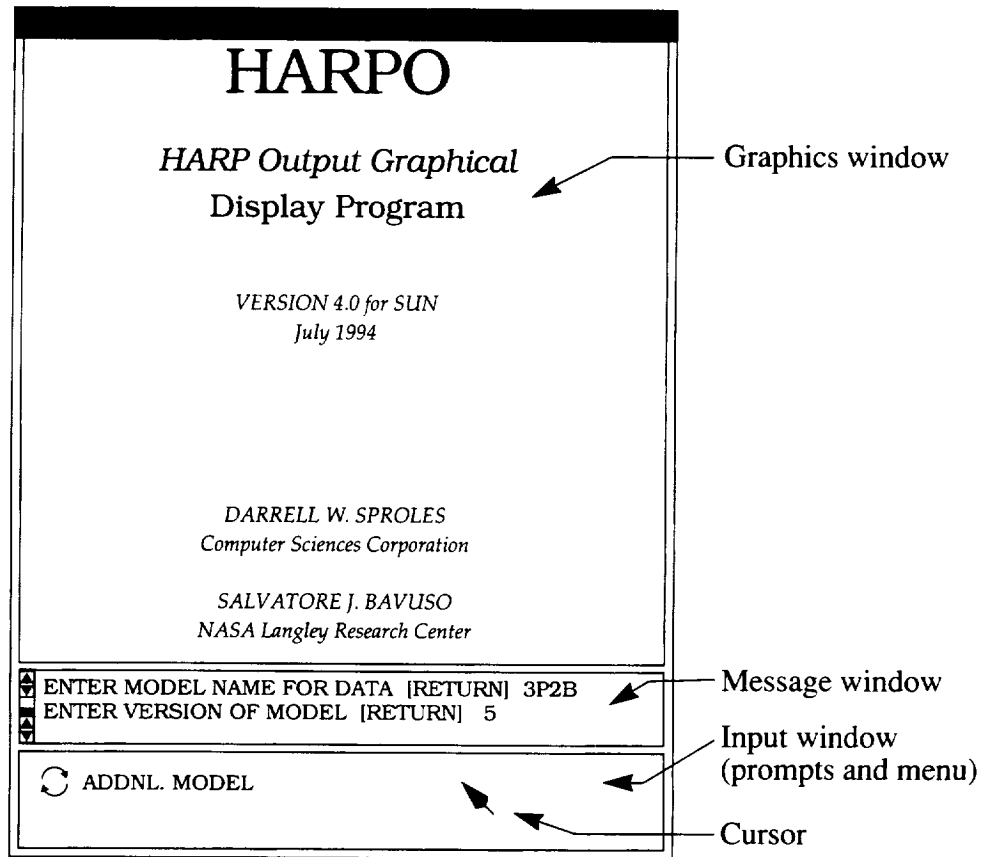 HARPO
HARP Output Graphical
Display Program
Graphics window
VERSION 4.0 for SUN
July 1994
DARRELL W. SPROLES
Computer Sciences Corporation
SALVATORE J. BAVUSO
NASA Langley Research Center
ENTER MODEL NAME FOR DATA [RETURN] 3P2B
ENTER VERSION OF MODEL [RETURN] 5
Message window
Input window
(prompts and menu)
ADDNL. MODEL
Cursor